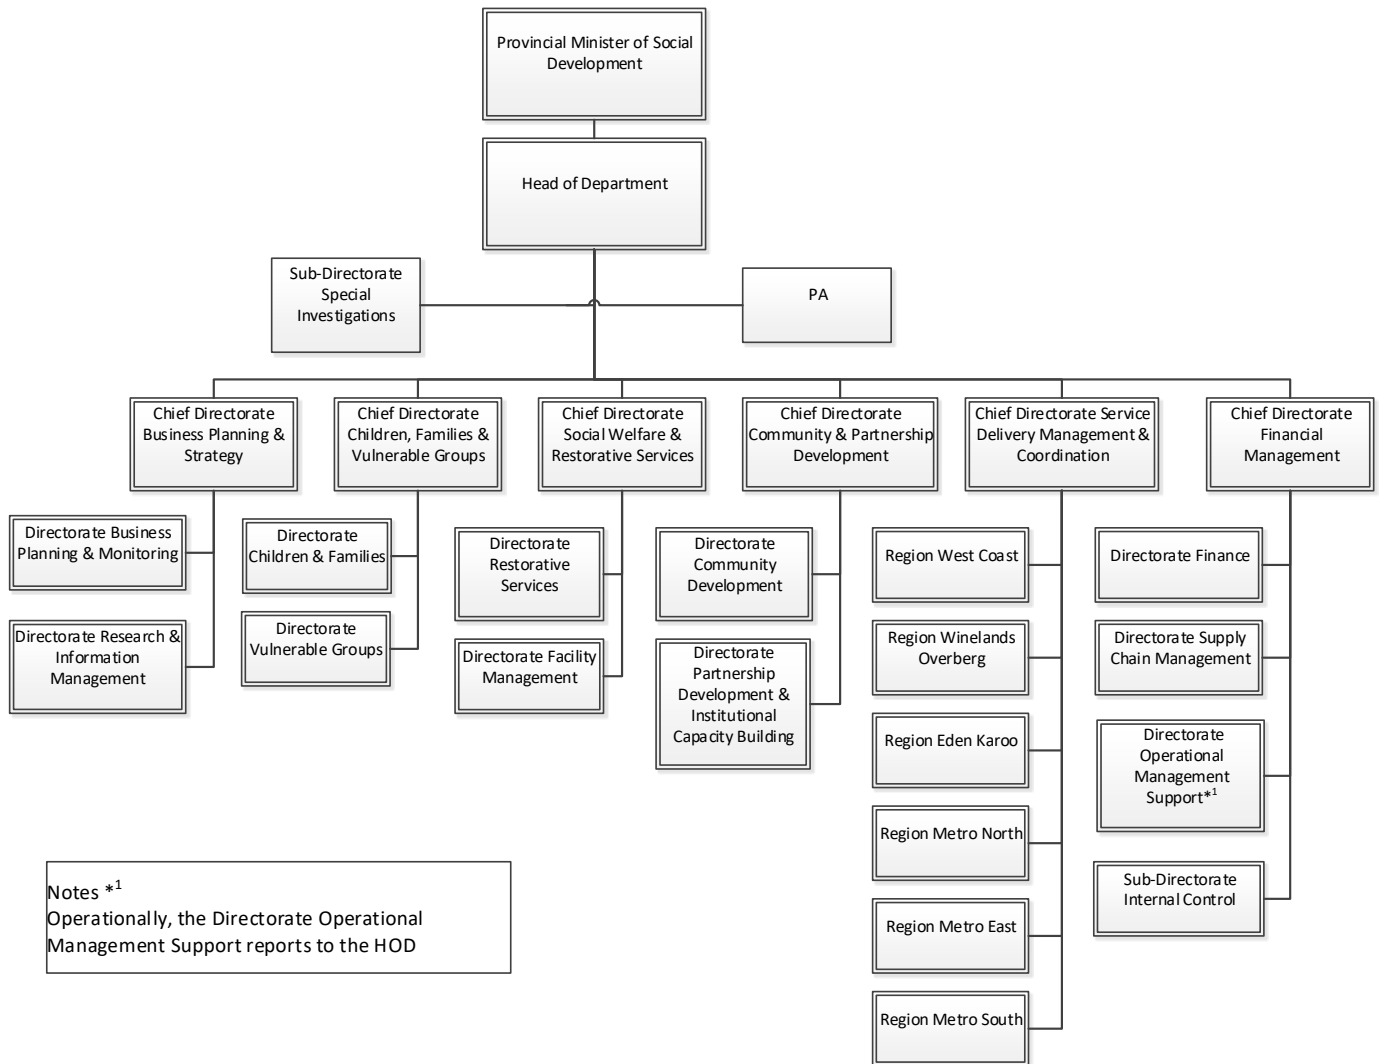 Provincial Minister of Social
Development
Head of Department
Sub-Directorate
Special
Investigations
PA
Chief Directorate
Business Planning &
Strategy
Chief Directorate
Children, Families &
Vulnerable Groups
Chief Directorate
Social Welfare &
Restorative Services
Chief Directorate
Community & Partnership
Development
Chief Directorate Service
Delivery Management &
Coordination
Chief Directorate
Financial
Management
Directorate Business
Planning & Monitoring
Directorate Research &
Information
Management
Directorate
Children & Families
Directorate
Vulnerable Groups
Directorate
Restorative
Services
Directorate Facility
Management
Directorate
Community
Development
Directorate
Partnership
Development &
Institutional
Capacity Building
Region West Coast
Region Winelands
Overberg
Region Eden Karoo
Region Metro North
Region Metro East
Region Metro South
Directorate Finance
Directorate Supply
Chain Management
Directorate
Operational
Management
Support*1
Sub-Directorate
Internal Control
Notes *1
Operationally, the Directorate Operational
Management Support reports to the HOD